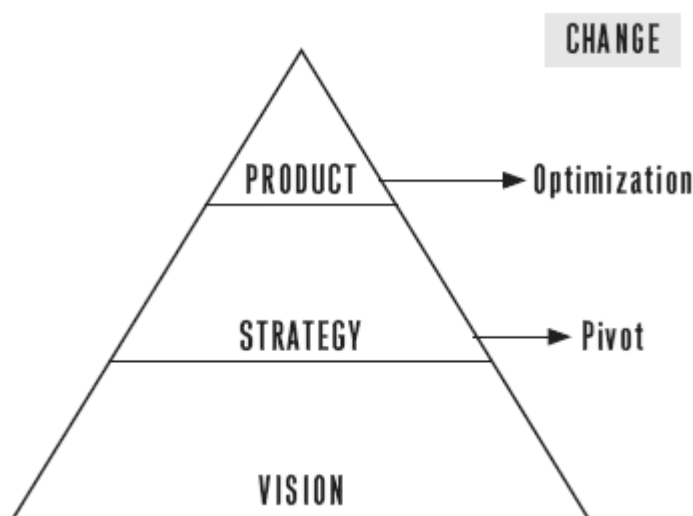 CHANGE
PRODUCT
Optimization
STRATEGY
Pivot
VISION